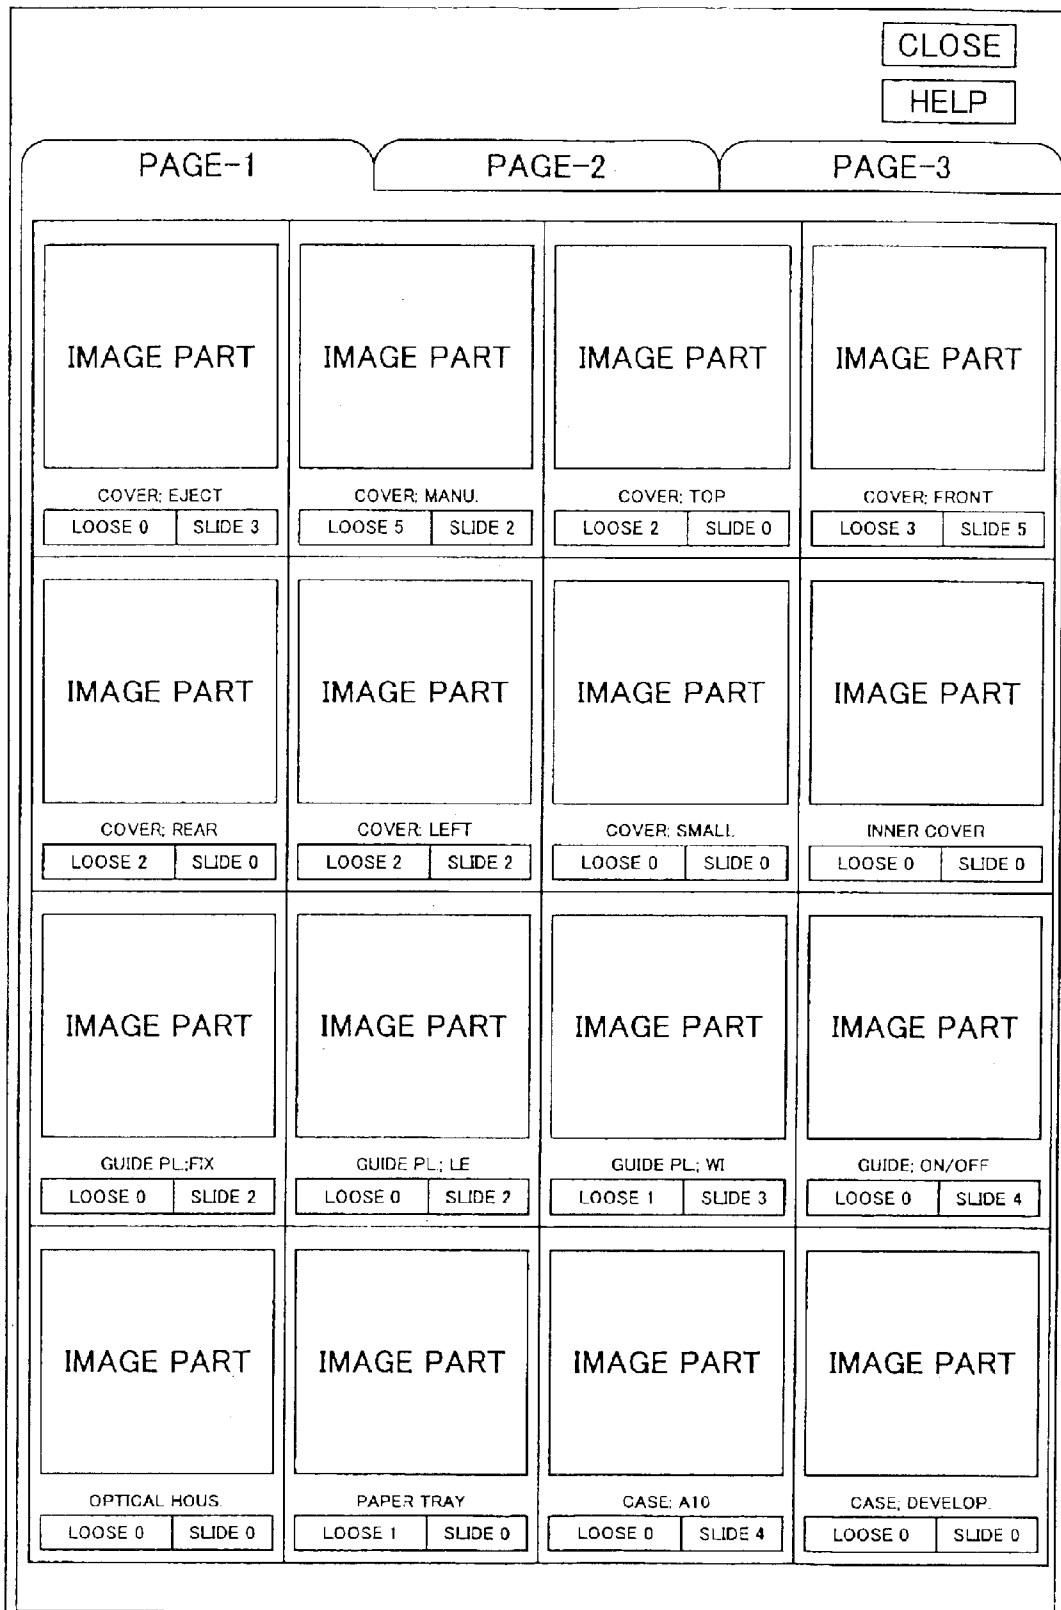 CLOSE
HELP
PAGE-1 PAGE-2 PAGE-3
IMAGE PART IMAGE PART IMAGE PART IMAGE PART
COVER; EJECT COVER; MANU. COVER; TOP COVER; FRONT
LOOSE 0 SLIDE 3 LOOSE 5 SLIDE 2 LOOSE 2 SLIDE 0 LOOSE 3 SLIDE 5
IMAGE PART IMAGE PART IMAGE PART IMAGE PART
COVER; REAR COVER; LEFT COVER; SMALL INNER COVER
LOOSE 2 SLIDE 0 LOOSE 2 SLIDE 2 LOOSE 0 SLIDE 0 LOOSE 0 SLIDE 0
IMAGE PART IMAGE PART IMAGE PART IMAGE PART
GUIDE PL.;FIX GUIDE PL.; LE GUIDE PL.; WI GUIDE; ON/OFF
LOOSE 0 SLIDE 2 LOOSE 0 SLIDE 2 LOOSE 1 SLIDE 3 LOOSE 0 SLIDE 4
IMAGE PART IMAGE PART IMAGE PART IMAGE PART
OPTICAL HOUS. PAPER TRAY CASE; A10 CASE; DEVELOP.
LOOSE 0 SLIDE 0 LOOSE 1 SLIDE 0 LOOSE 0 SLIDE 4 LOOSE 0 SLIDE 0